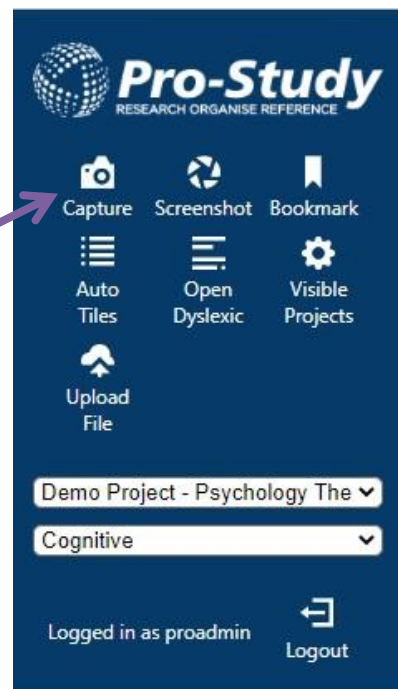 Pro-Study
RESEARCH ORGANISE REFERENCE
Capture Screenshot Bookmark
Auto Tiles
Open Dyslexic
Visible Projects
Upload
File
Demo Project - Psychology The
Cognitive
Logged in as proadmin
Logout